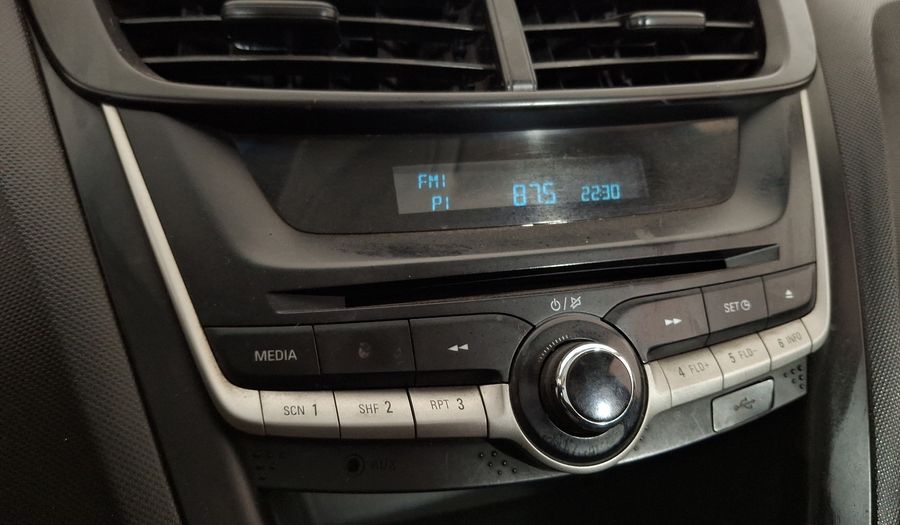 FM1
P1 87.5 22:30
MEDIA
SET
SCN 1 SHF 2 RPT 3 4 FLD+ 5 FLD- 6 INFO
AUX